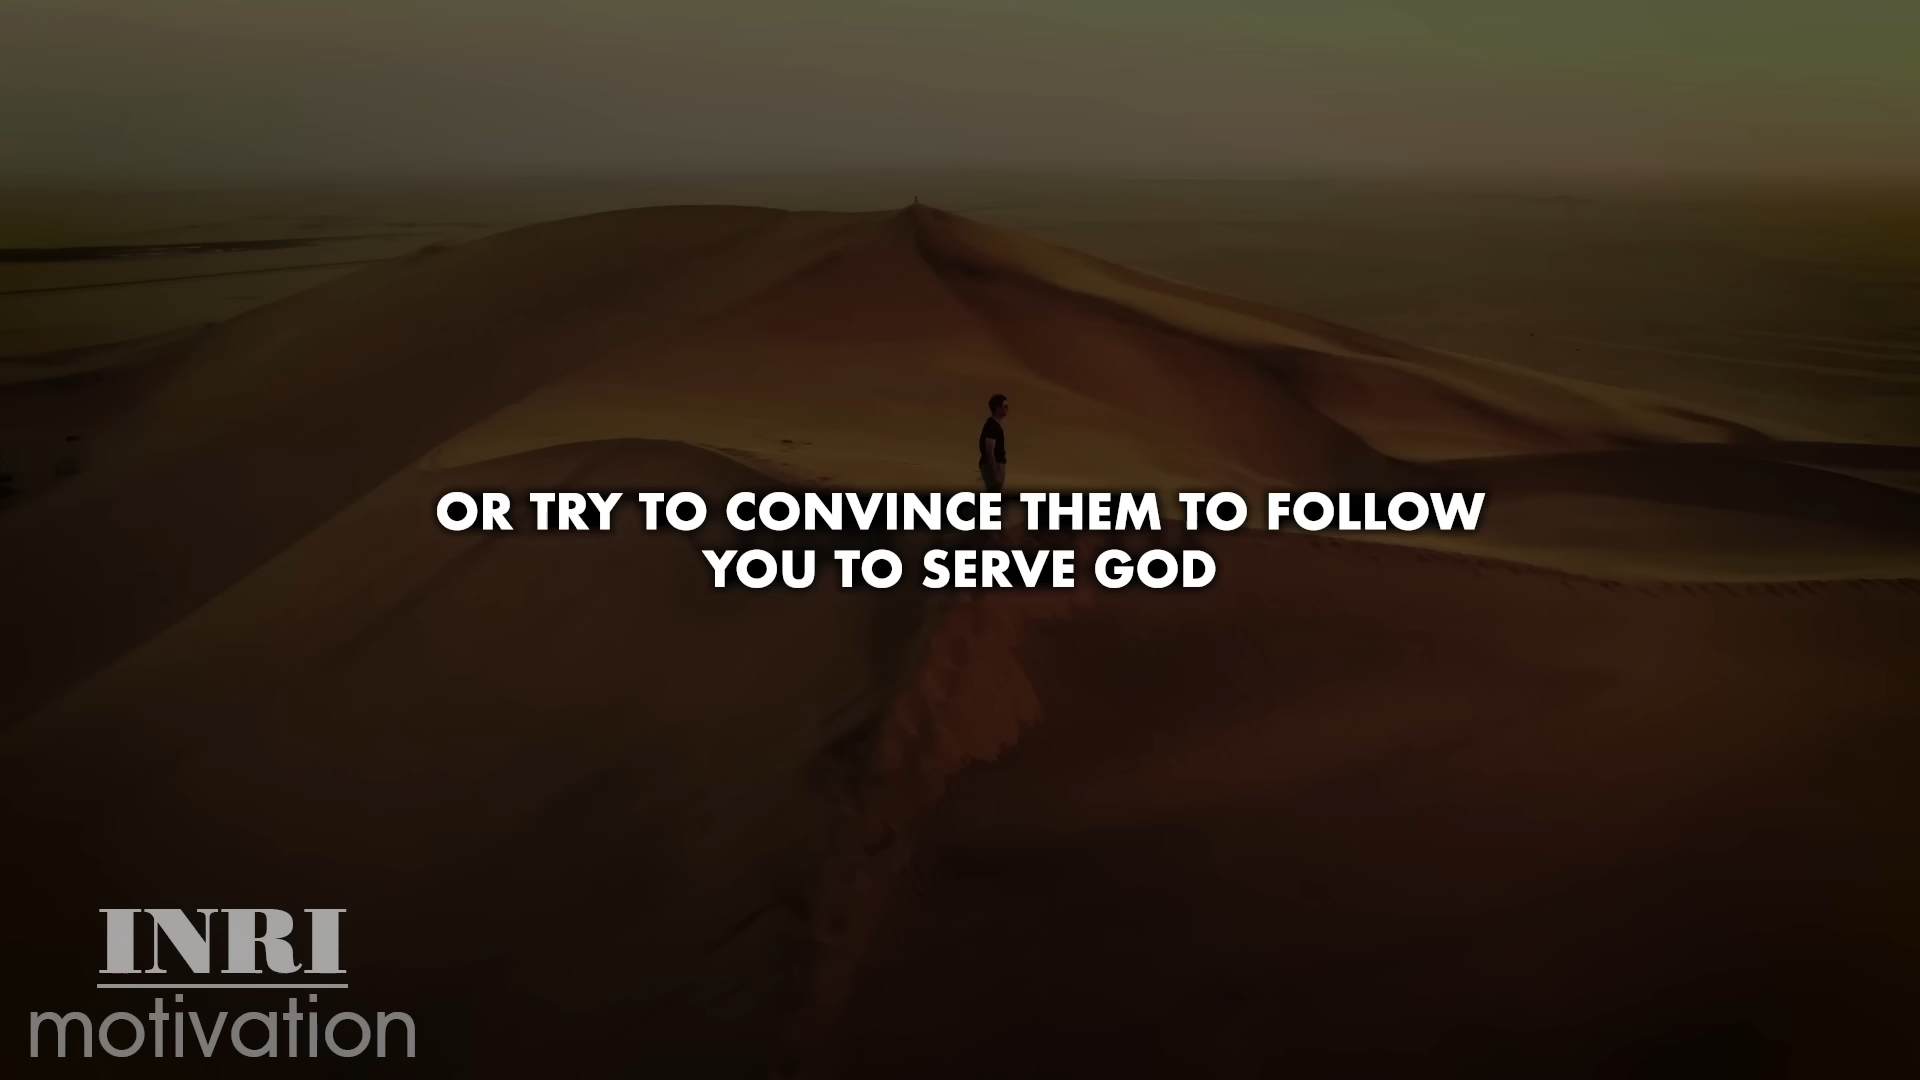 OR TRY TO CONVINCE THEM TO FOLLOW
YOU TO SERVE GOD
INRI
motivation